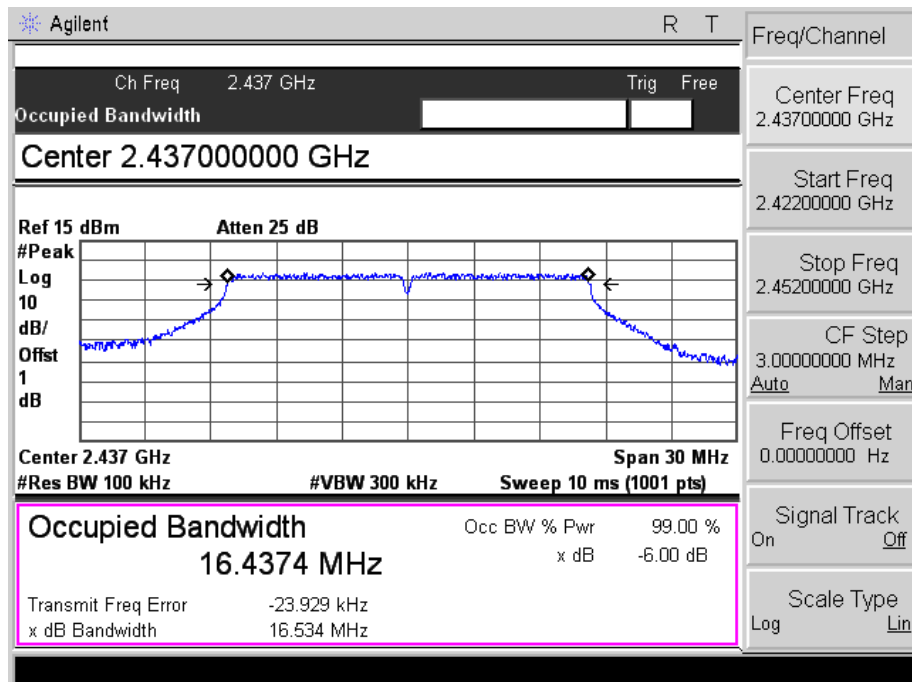 Agilent R T
Ch Freq 2.437 GHz Trig Free
Occupied Bandwidth
Center 2.437000000 GHz
Ref 15 dBm Atten 25 dB
#Peak
Log
10
dB/
Offst
1
dB
Center 2.437 GHz Span 30 MHz
#Res BW 100 kHz #VBW 300 kHz Sweep 10 ms (1001 pts)
Occupied Bandwidth Occ BW % Pwr 99.00 %
16.4374 MHz x dB -6.00 dB
Transmit Freq Error -23.929 kHz
x dB Bandwidth 16.534 MHz
Freq/Channel
Center Freq
2.43700000 GHz
Start Freq
2.42200000 GHz
Stop Freq
2.45200000 GHz
CF Step
3.00000000 MHz
Auto Man
Freq Offset
0.00000000 Hz
Signal Track
On Off
Scale Type
Log Lin